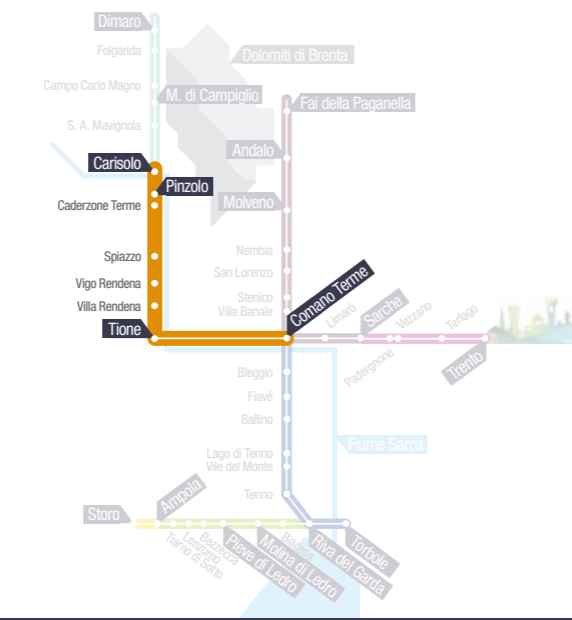 Dimaro
Folgarida
Dolomiti di Brenta
Campo Carlo Magno
M. di Campiglio
Fai della Paganella
S. A. Mavignola
Andalo
Carisolo
Pinzolo
Caderzone Terme
Molveno
Nembia
Spiazzo
San Lorenzo
Vigo Rendena
Stenico
Villa Banale
Villa Rendena
Comano Terme
Limarò
Sarche
Vezzano
Terlago
Tione
Padergnone
Trento
Bleggio
Fiavé
Ballino
Fiume Sarca
Lago di Tenno
Vile del Monte
Tenno
Storo
Ampola
Tiarno di Sotto
Lenzumo
Bezzecca
Pieve di Ledro
Molina di Ledro
Biacesa
Riva del Garda
Torbole